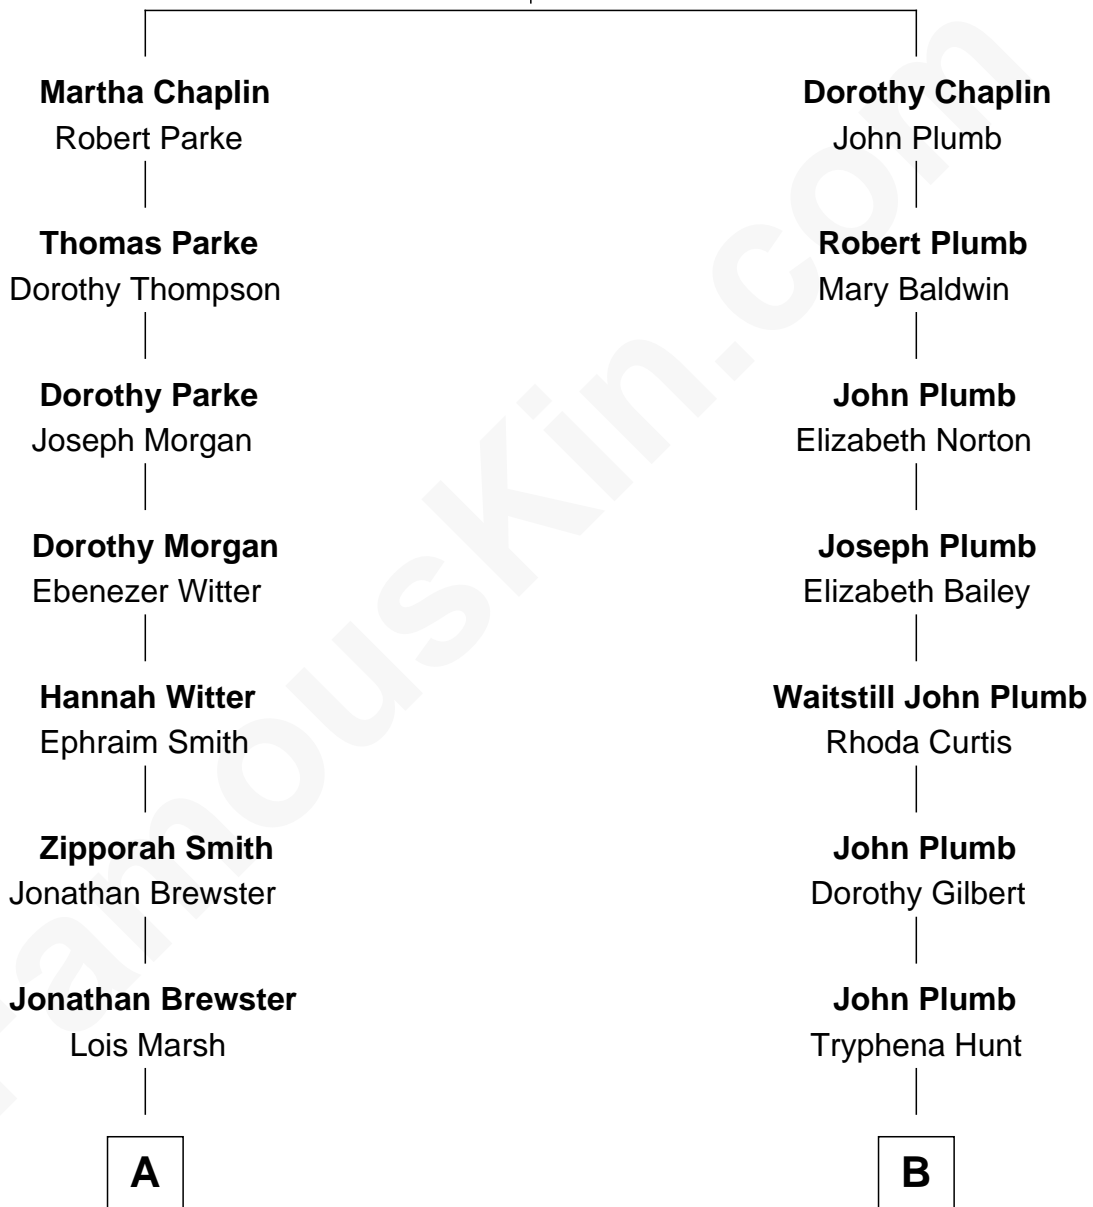 Martha Chaplin
Robert Parke
Dorothy Chaplin
John Plumb
Thomas Parke
Dorothy Thompson
Robert Plumb
Mary Baldwin
Dorothy Parke
Joseph Morgan
John Plumb
Elizabeth Norton
Dorothy Morgan
Ebenezer Witter
Joseph Plumb
Elizabeth Bailey
Hannah Witter
Ephraim Smith
Waitstill John Plumb
Rhoda Curtis
Zipporah Smith
Jonathan Brewster
John Plumb
Dorothy Gilbert
Jonathan Brewster
Lois Marsh
John Plumb
Tryphena Hunt
A
B
FamousKin.com